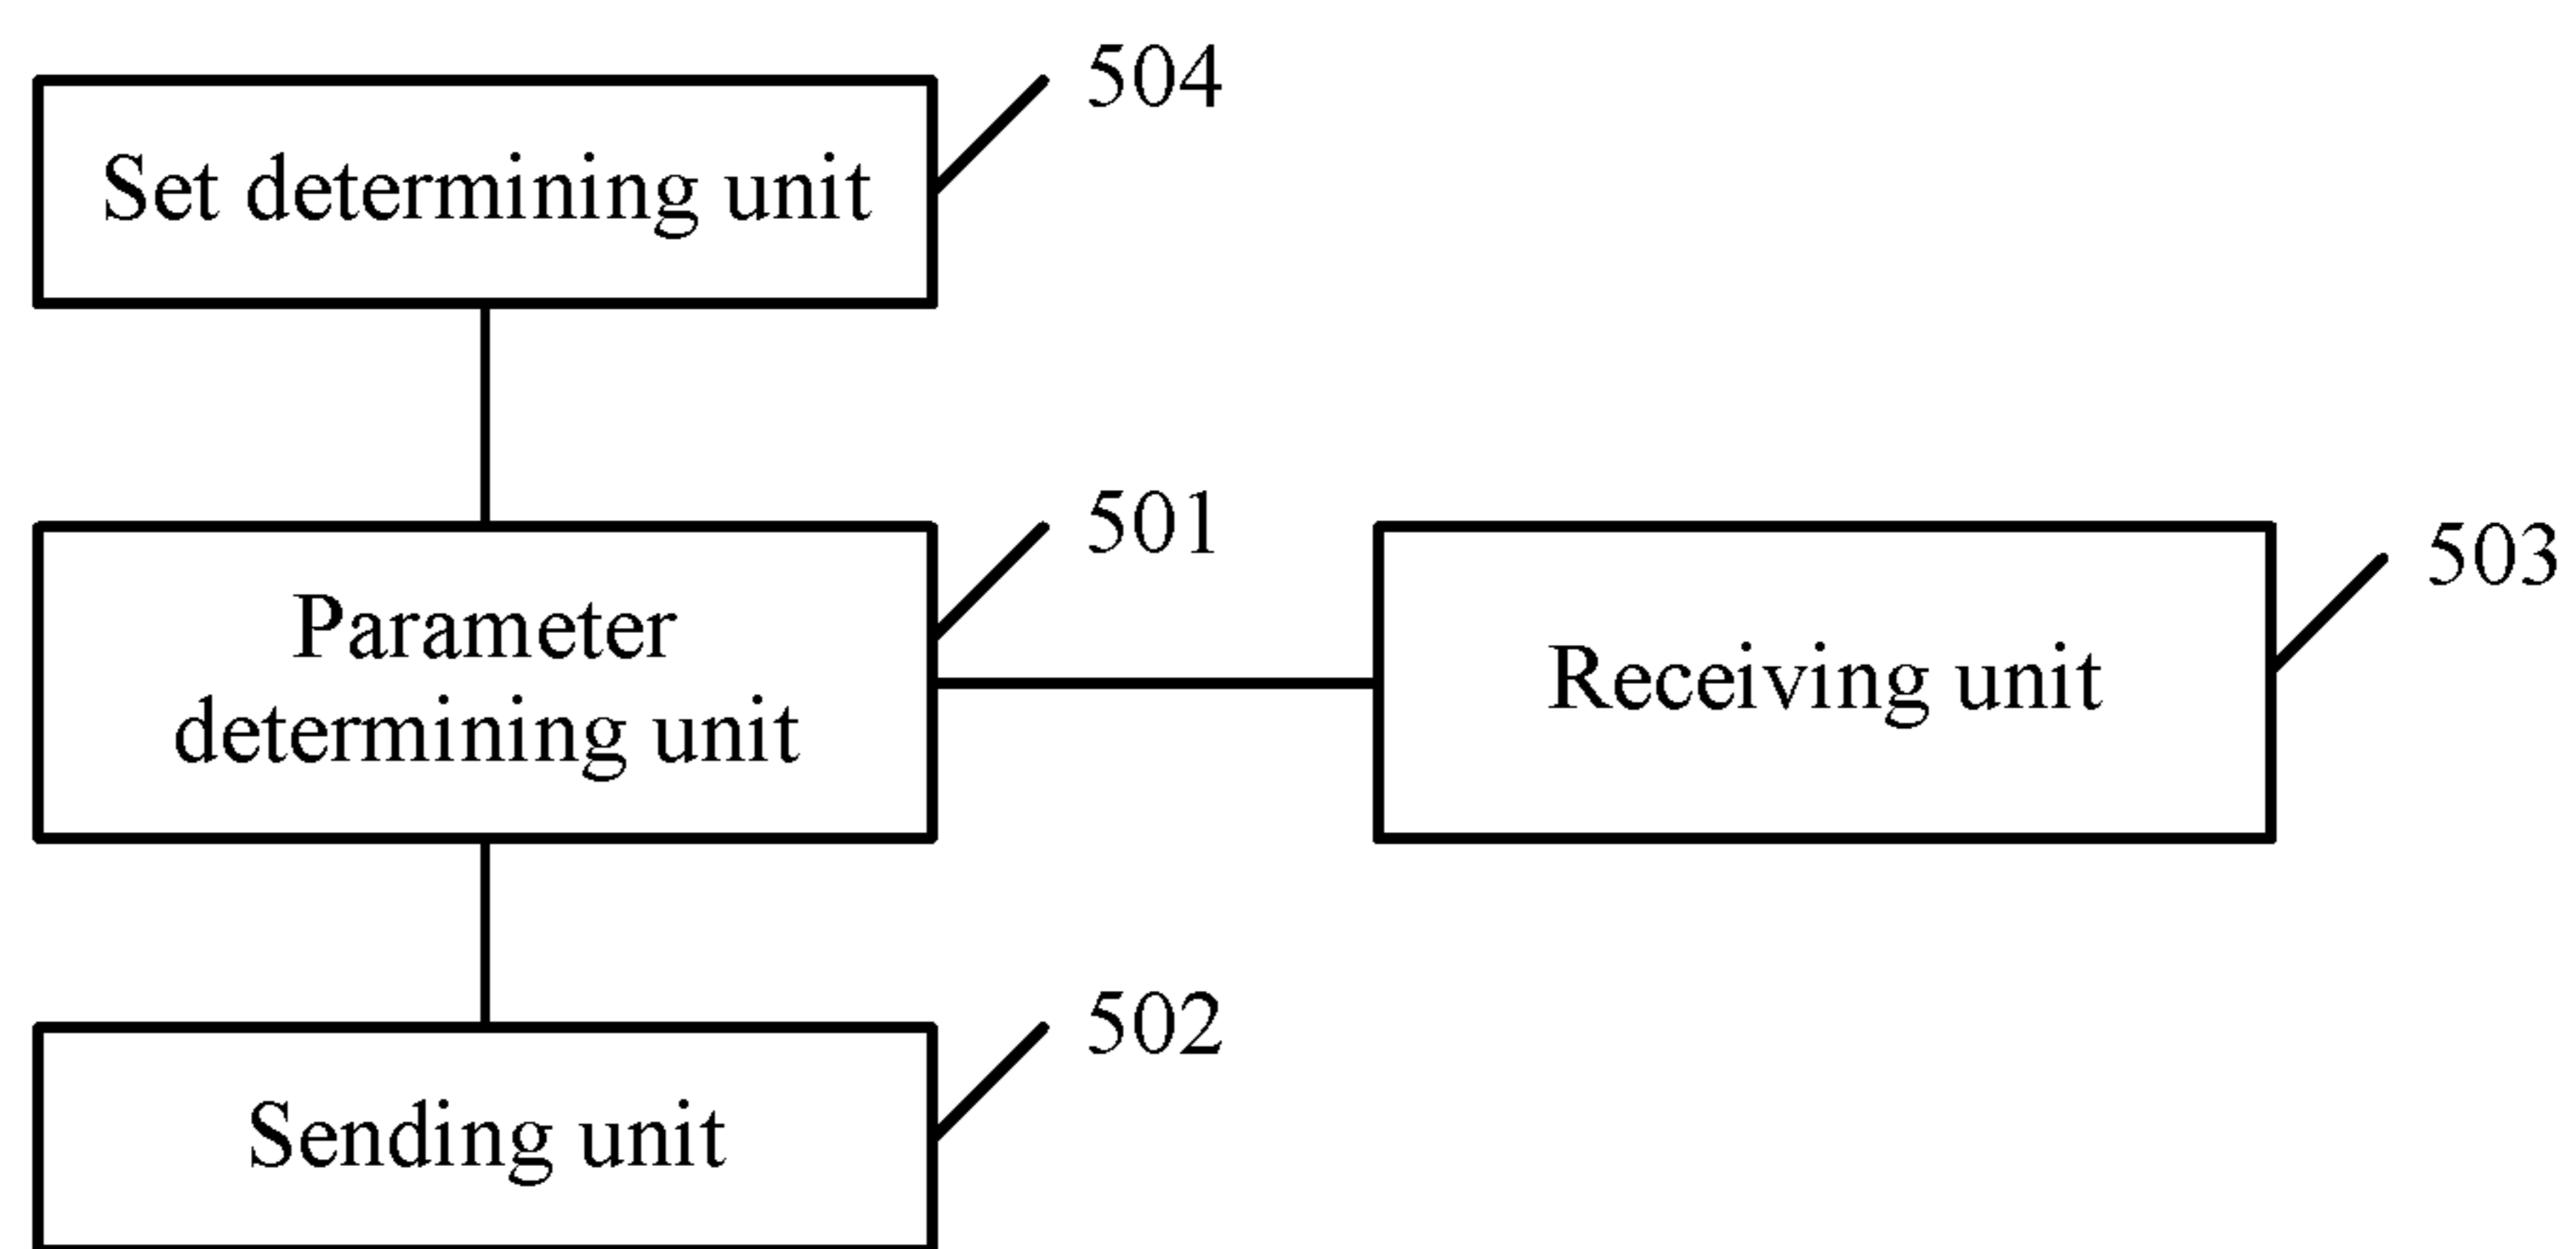 504
Set determining unit
501
Parameter
determining unit
503
Receiving unit
502
Sending unit